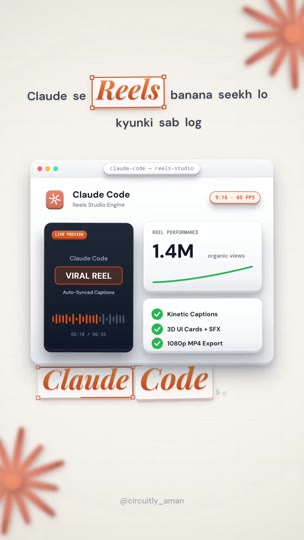 Claude se Reels banana seekh lo
kyunki sab log
claude-code — reels-studio
Claude Code
Reels Studio Engine
9:16 · 60 FPS
LIVE PREVIEW
Claude Code
VIRAL REEL
Auto-Synced Captions
00:18 / 00:35
REEL PERFORMANCE
1.4M organic views
Kinetic Captions
3D UI Cards + SFX
1080p MP4 Export
Claude Code
@circuitly_aman